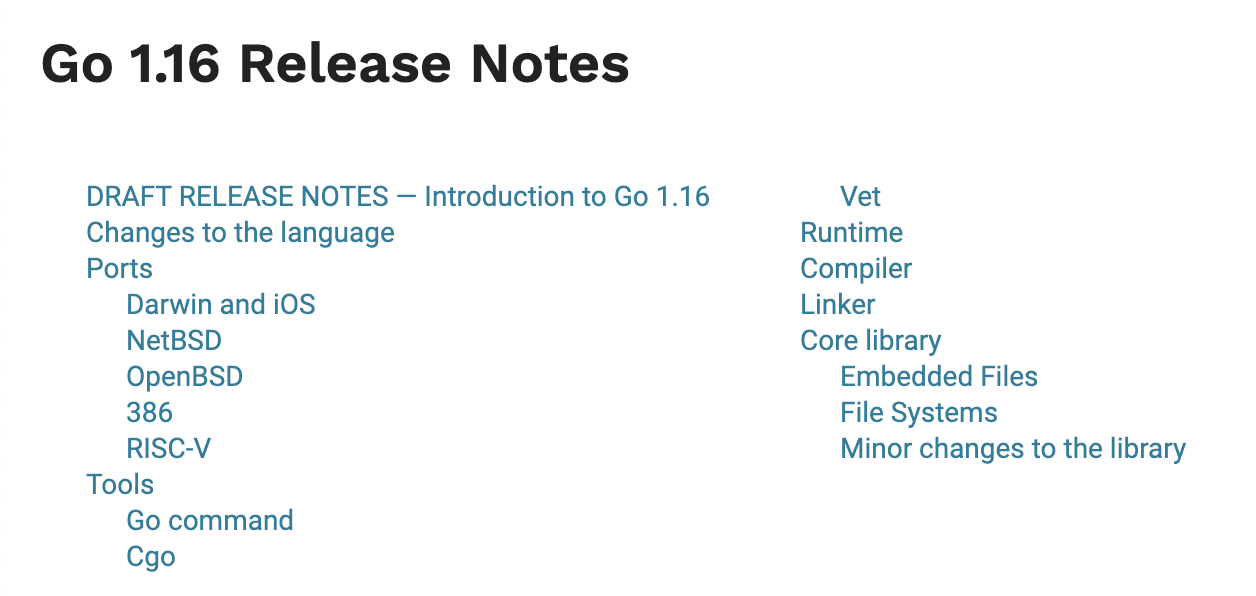 Go 1.16 Release Notes
DRAFT RELEASE NOTES — Introduction to Go 1.16
Changes to the language
Ports
Darwin and iOS
NetBSD
OpenBSD
386
RISC-V
Tools
Go command
Cgo
Vet
Runtime
Compiler
Linker
Core library
Embedded Files
File Systems
Minor changes to the library